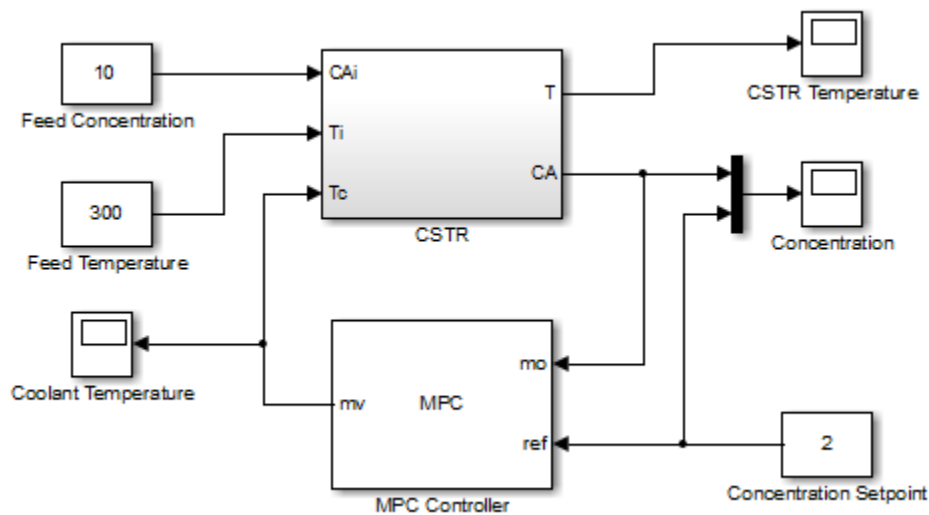 10
Feed Concentration
300
Feed Temperature
CAi
Ti
Tc
T
CA
CSTR
CSTR Temperature
Concentration
Coolant Temperature
mv
MPC
mo
ref
MPC Controller
2
Concentration Setpoint